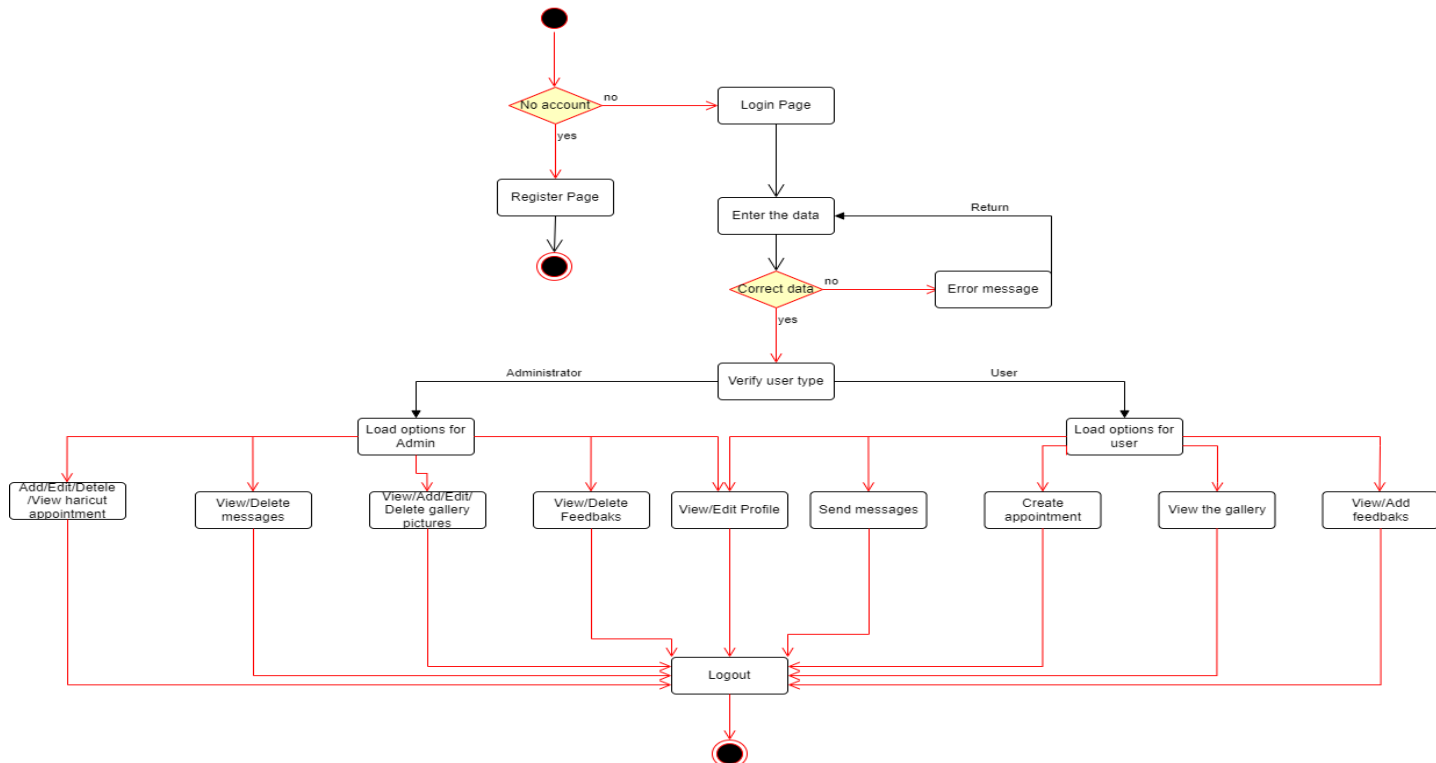 No account
no
Login Page
yes
Register Page
Enter the data
Return
Correct data
no
Error message
yes
Administrator
Verify user type
User
Load options for
Admin
Load options for
user
Add/Edit/Detele
/View haricut
appointment
View/Delete
messages
View/Add/Edit/
Delete gallery
pictures
View/Delete
Feedbaks
View/Edit Profile
Send messages
Create
appointment
View the gallery
View/Add
feedbaks
Logout